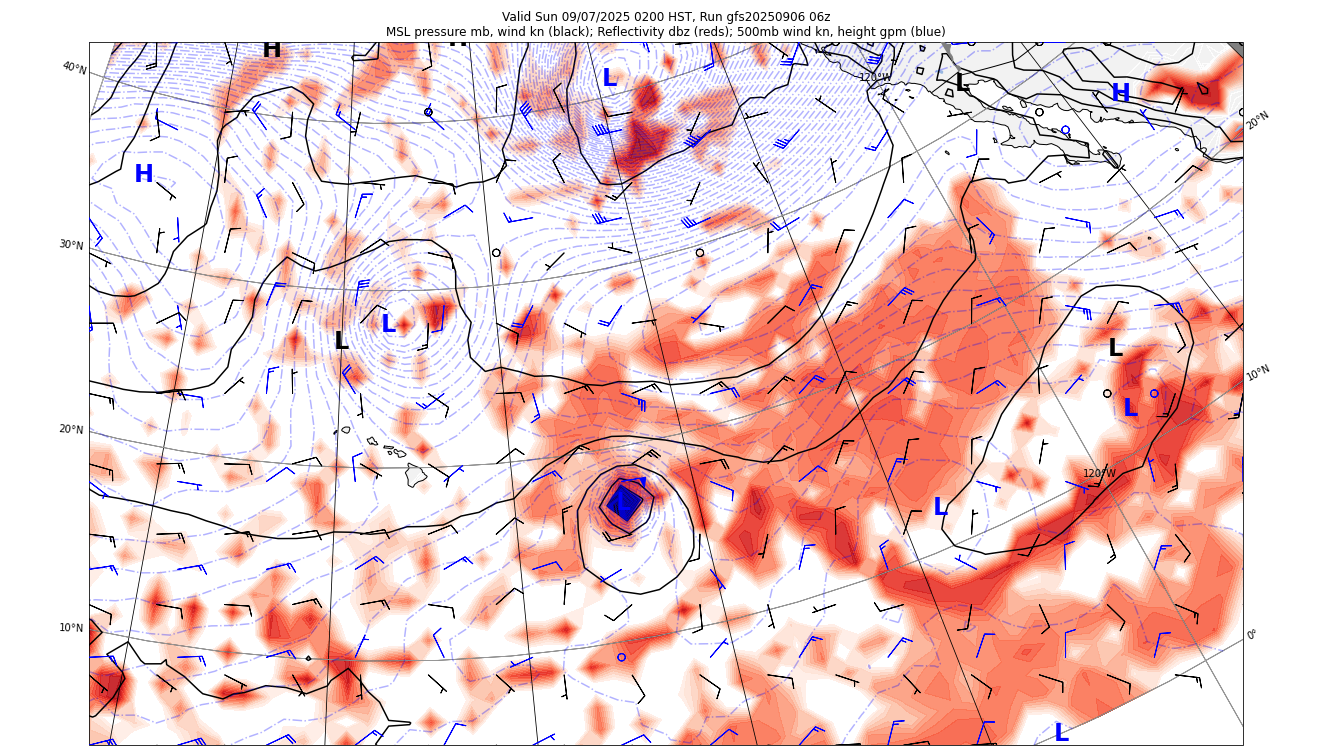 Valid Sun 09/07/2025 0200 HST, Run gfs20250906 06z
MSL pressure mb, wind kn (black); Reflectivity dbz (reds); 500mb wind kn, height gpm (blue)
H
H
L
L
H
120°W
40°N
20°N
H
30°N
L
L
L
10°N
L
20°N
120°W
L
L
10°N
0°
L